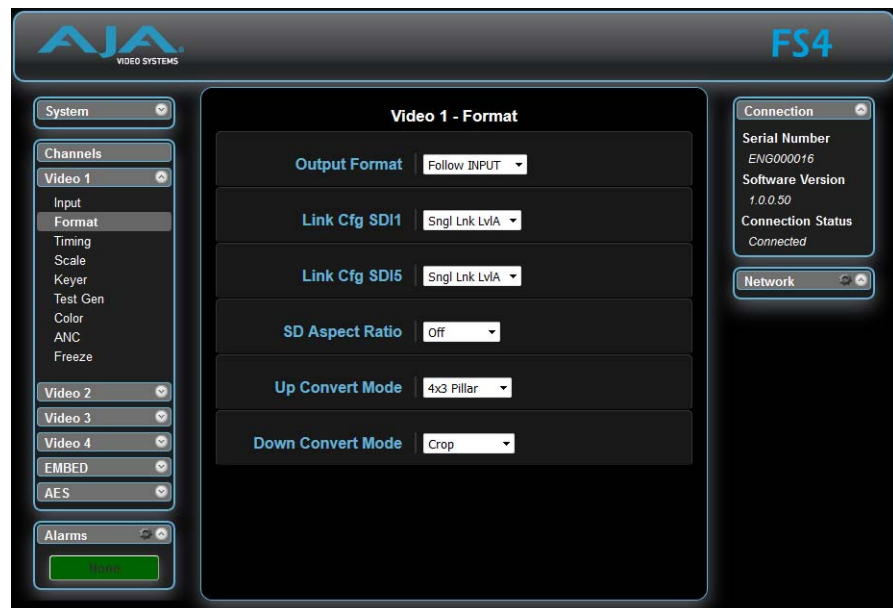 AJA
VIDEO SYSTEMS
FS4
System
Channels
Video 1
Input
Format
Timing
Scale
Keyer
Test Gen
Color
ANC
Freeze
Video 2
Video 3
Video 4
EMBED
AES
Alarms
None
Video 1 - Format
Output Format Follow INPUT
Link Cfg SDI1 Sngl Lnk LvlA
Link Cfg SDI5 Sngl Lnk LvlA
SD Aspect Ratio Off
Up Convert Mode 4x3 Pillar
Down Convert Mode Crop
Connection
Serial Number
ENG000016
Software Version
1.0.0.50
Connection Status
Connected
Network